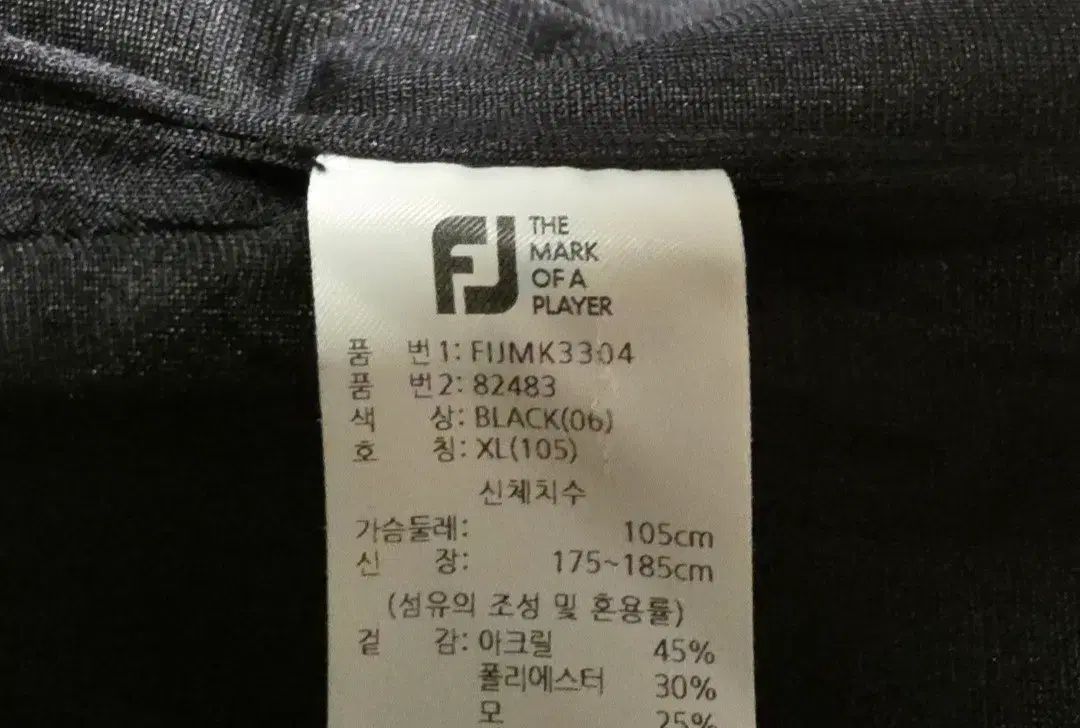 FJ THE
MARK
OF A
PLAYER
품 번1: FIJMK3304
품 번2: 82483
색 상: BLACK(06)
호 칭: XL(105)
신체치수
가슴둘레: 105cm
신 장: 175~185cm
(섬유의 조성 및 혼용률)
겉 감: 아크릴 45%
폴리에스터 30%
모 25%